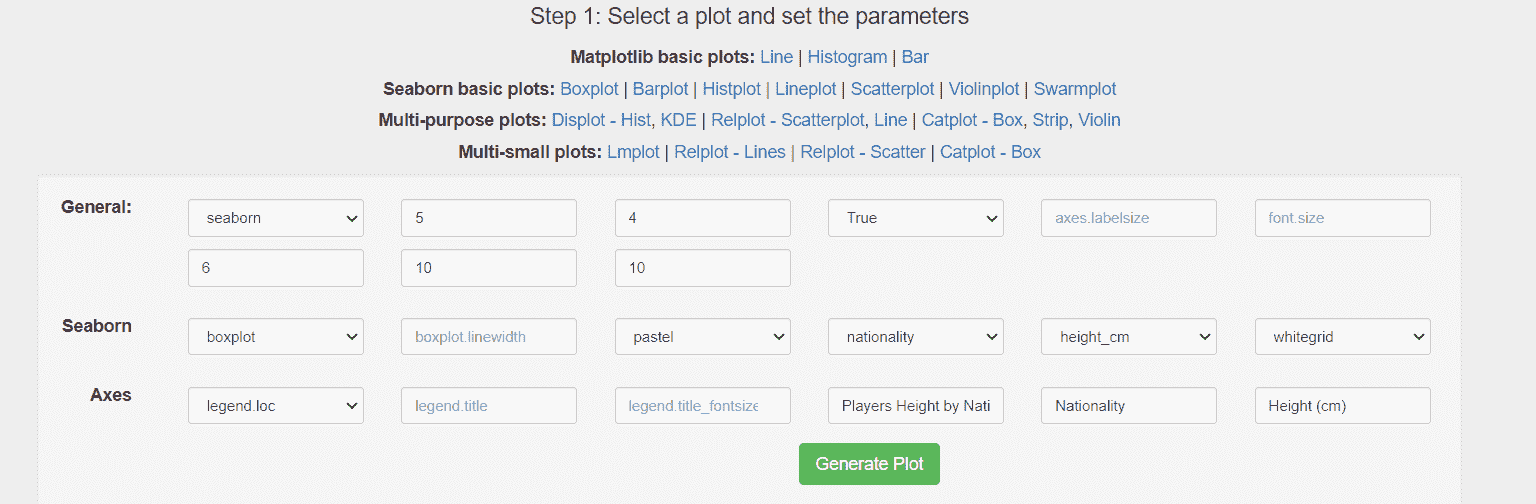 Step 1: Select a plot and set the parameters
Matplotlib basic plots: Line | Histogram | Bar
Seaborn basic plots: Boxplot | Barplot | Histplot | Lineplot | Scatterplot | Violinplot | Swarmplot
Multi-purpose plots: Displot - Hist, KDE | Relplot - Scatterplot, Line | Catplot - Box, Strip, Violin
Multi-small plots: Lmplot | Relplot - Lines | Relplot - Scatter | Catplot - Box
General: seaborn 5 4 True axes.labelsize font.size
6 10 10
Seaborn boxplot boxplot.linewidth pastel nationality height_cm whitegrid
Axes legend.loc legend.title legend.title_fontsize Players Height by Nati Nationality Height (cm)
Generate Plot